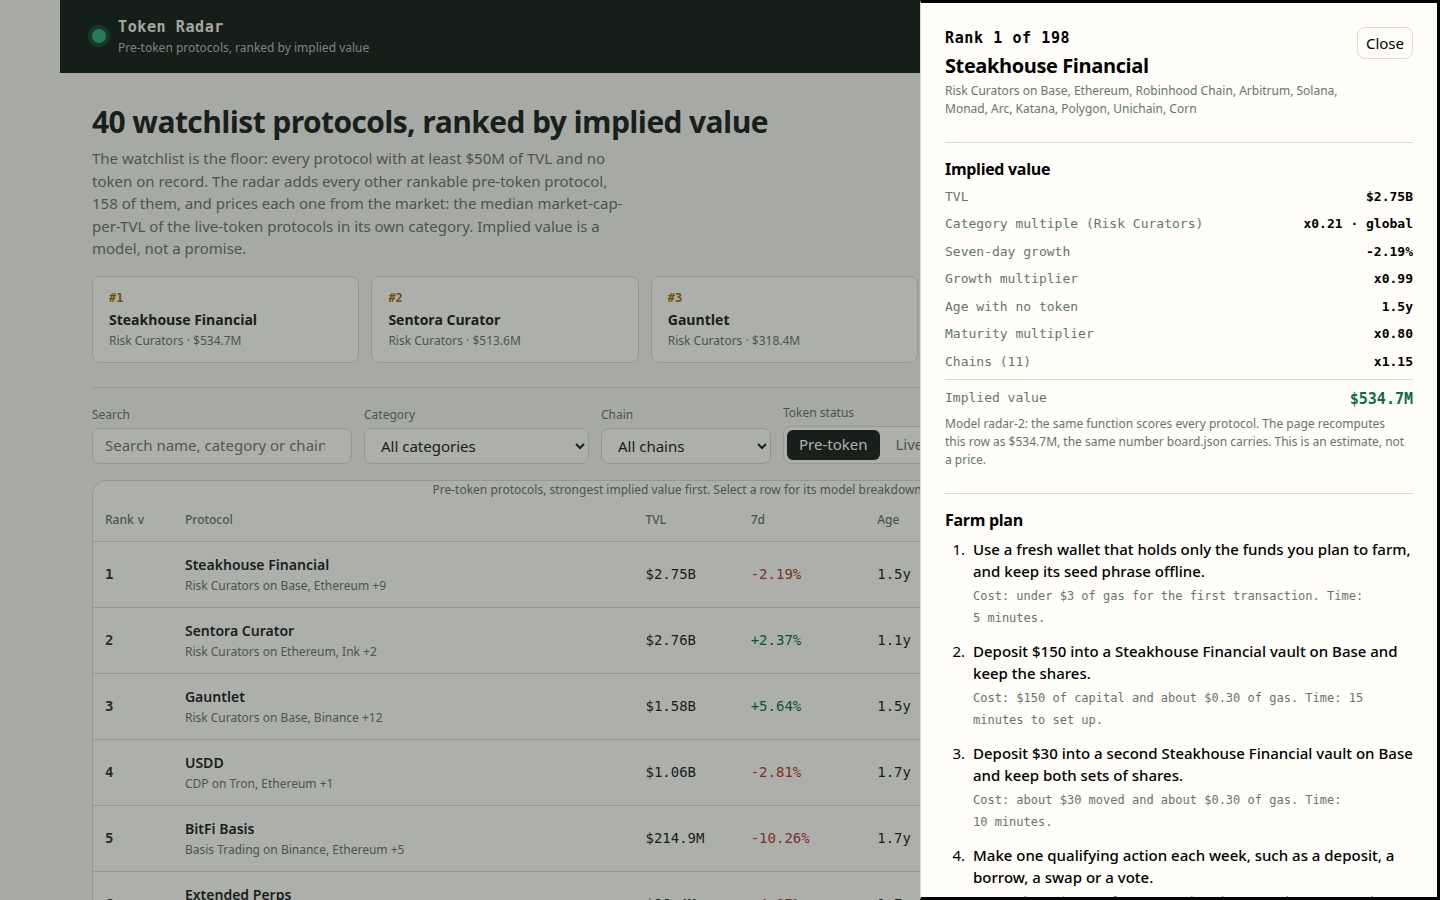 Token Radar
Pre-token protocols, ranked by implied value
40 watchlist protocols, ranked by implied value
The watchlist is the floor: every protocol with at least $50M of TVL and no
token on record. The radar adds every other rankable pre-token protocol,
158 of them, and prices each one from the market: the median market-cap-
per-TVL of the live-token protocols in its own category. Implied value is a
model, not a promise.
#1
Steakhouse Financial
Risk Curators · $534.7M
#2
Sentora Curator
Risk Curators · $513.6M
#3
Gauntlet
Risk Curators · $318.4M
Search
Category
Chain
Token status
Search name, category or chain
All categories
All chains
Pre-token
Live
Pre-token protocols, strongest implied value first. Select a row for its model breakdown
Rank v Protocol TVL 7d Age
1 Steakhouse Financial $2.75B -2.19% 1.5y
Risk Curators on Base, Ethereum +9
2 Sentora Curator $2.76B +2.37% 1.1y
Risk Curators on Ethereum, Ink +2
3 Gauntlet $1.58B +5.64% 1.5y
Risk Curators on Base, Binance +12
4 USDD $1.06B -2.81% 1.7y
CDP on Tron, Ethereum +1
5 BitFi Basis $214.9M -10.26% 1.7y
Basis Trading on Binance, Ethereum +5
Extended Perps
Rank 1 of 198
Close
Steakhouse Financial
Risk Curators on Base, Ethereum, Robinhood Chain, Arbitrum, Solana,
Monad, Arc, Katana, Polygon, Unichain, Corn
Implied value
TVL $2.75B
Category multiple (Risk Curators) x0.21 · global
Seven-day growth -2.19%
Growth multiplier x0.99
Age with no token 1.5y
Maturity multiplier x0.80
Chains (11) x1.15
Implied value $534.7M
Model radar-2: the same function scores every protocol. The page recomputes
this row as $534.7M, the same number board.json carries. This is an estimate, not
a price.
Farm plan
1. Use a fresh wallet that holds only the funds you plan to farm,
and keep its seed phrase offline.
Cost: under $3 of gas for the first transaction. Time:
5 minutes.
2. Deposit $150 into a Steakhouse Financial vault on Base and
keep the shares.
Cost: $150 of capital and about $0.30 of gas. Time: 15
minutes to set up.
3. Deposit $30 into a second Steakhouse Financial vault on Base
and keep both sets of shares.
Cost: about $30 moved and about $0.30 of gas. Time:
10 minutes.
4. Make one qualifying action each week, such as a deposit, a
borrow, a swap or a vote.